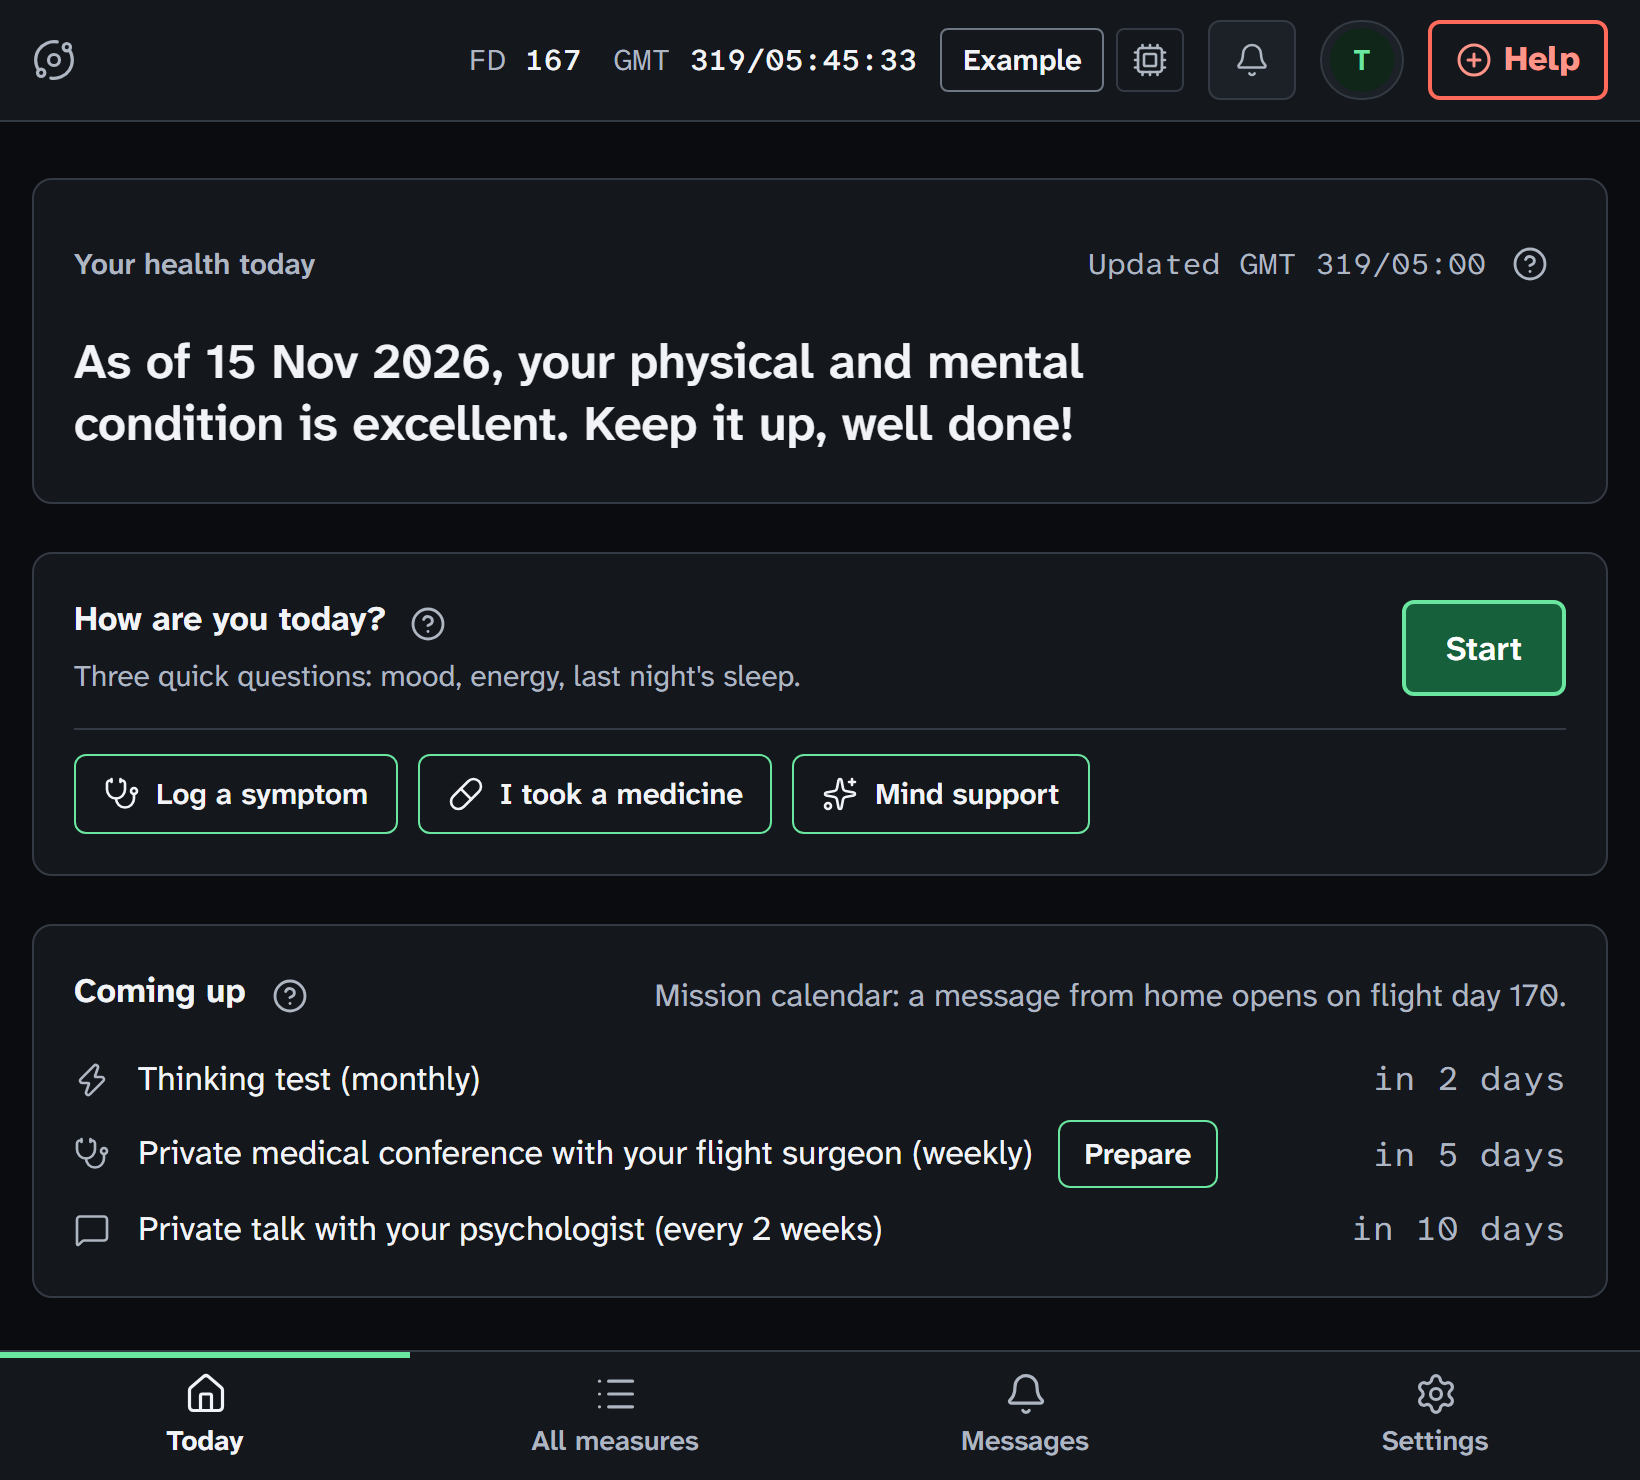 FD 167 GMT 319/05:45:33 Example T Help
Your health today Updated GMT 319/05:00
As of 15 Nov 2026, your physical and mental
condition is excellent. Keep it up, well done!
How are you today?
Start
Three quick questions: mood, energy, last night's sleep.
Log a symptom I took a medicine Mind support
Coming up Mission calendar: a message from home opens on flight day 170.
Thinking test (monthly) in 2 days
Private medical conference with your flight surgeon (weekly) Prepare in 5 days
Private talk with your psychologist (every 2 weeks) in 10 days
Today All measures Messages Settings